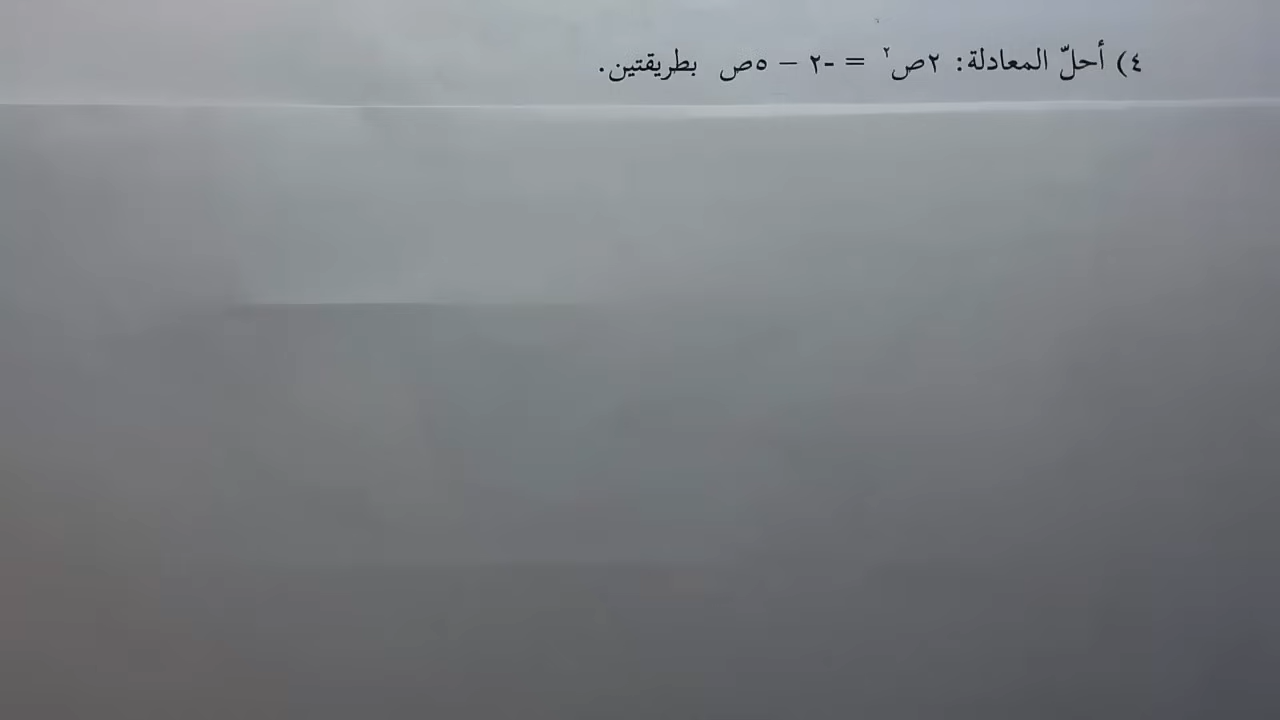 ٤) أحلّ المعادلة: ٢ص٢ = -٢ – ٥ص بطريقتين.